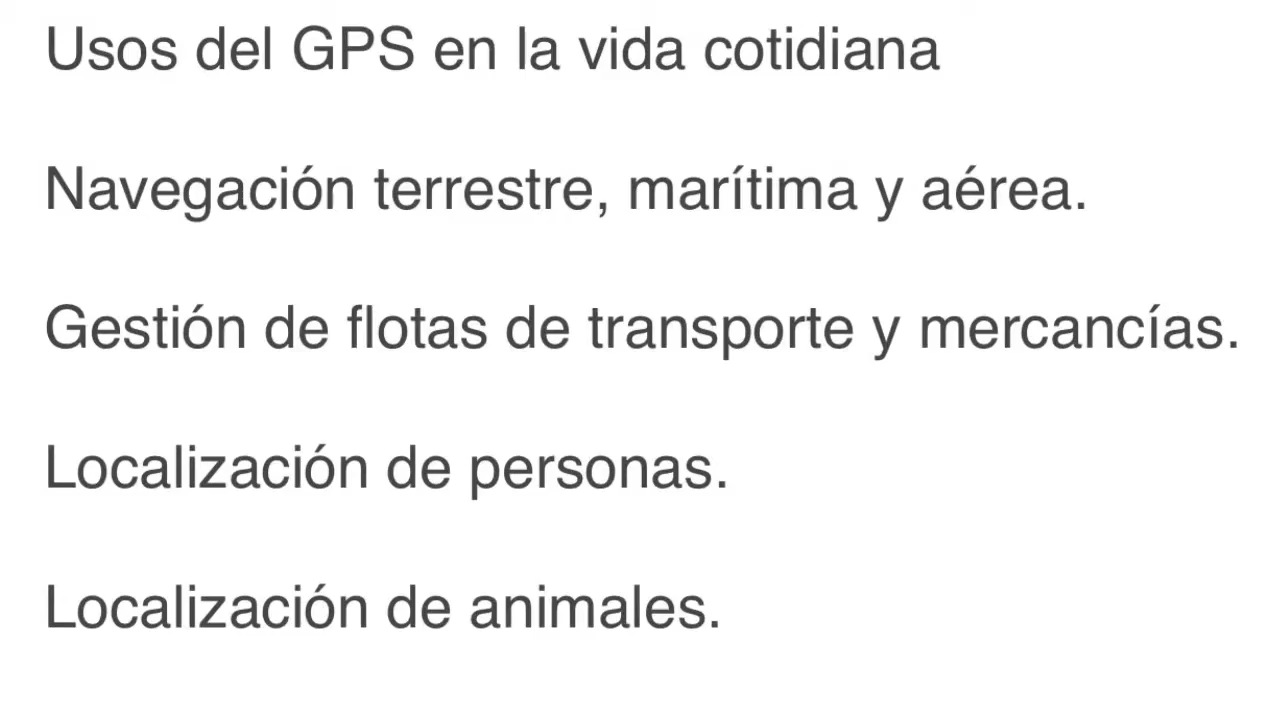 Usos del GPS en la vida cotidiana
Navegación terrestre, marítima y aérea.
Gestión de flotas de transporte y mercancías.
Localización de personas.
Localización de animales.